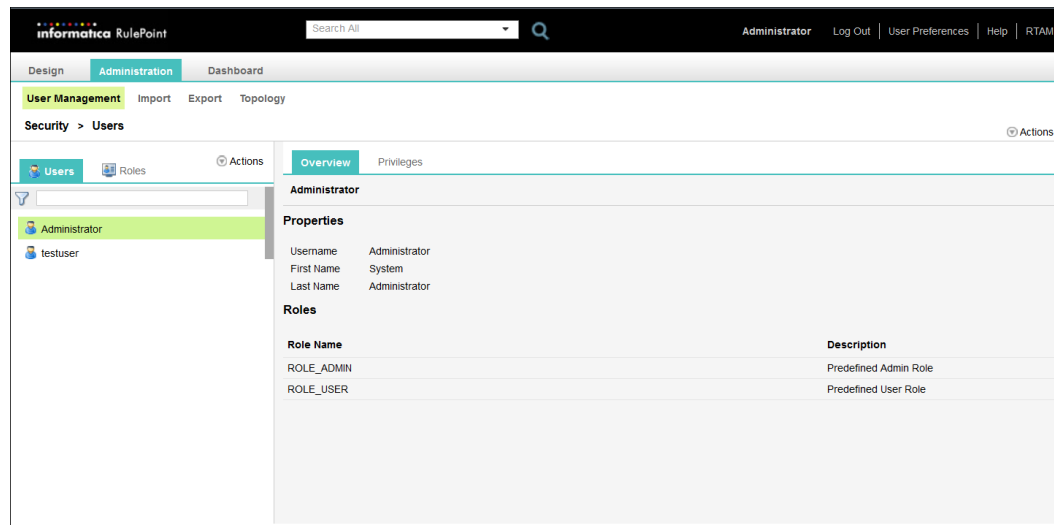 informatica RulePoint Search All Administrator Log Out User Preferences Help RTAM
Design Administration Dashboard
User Management Import Export Topology
Security > Users
Actions
Users Roles Actions
Overview Privileges
Administrator
Administrator
testuser
Properties
Username Administrator
First Name System
Last Name Administrator
Roles
Role Name Description
ROLE_ADMIN Predefined Admin Role
ROLE_USER Predefined User Role